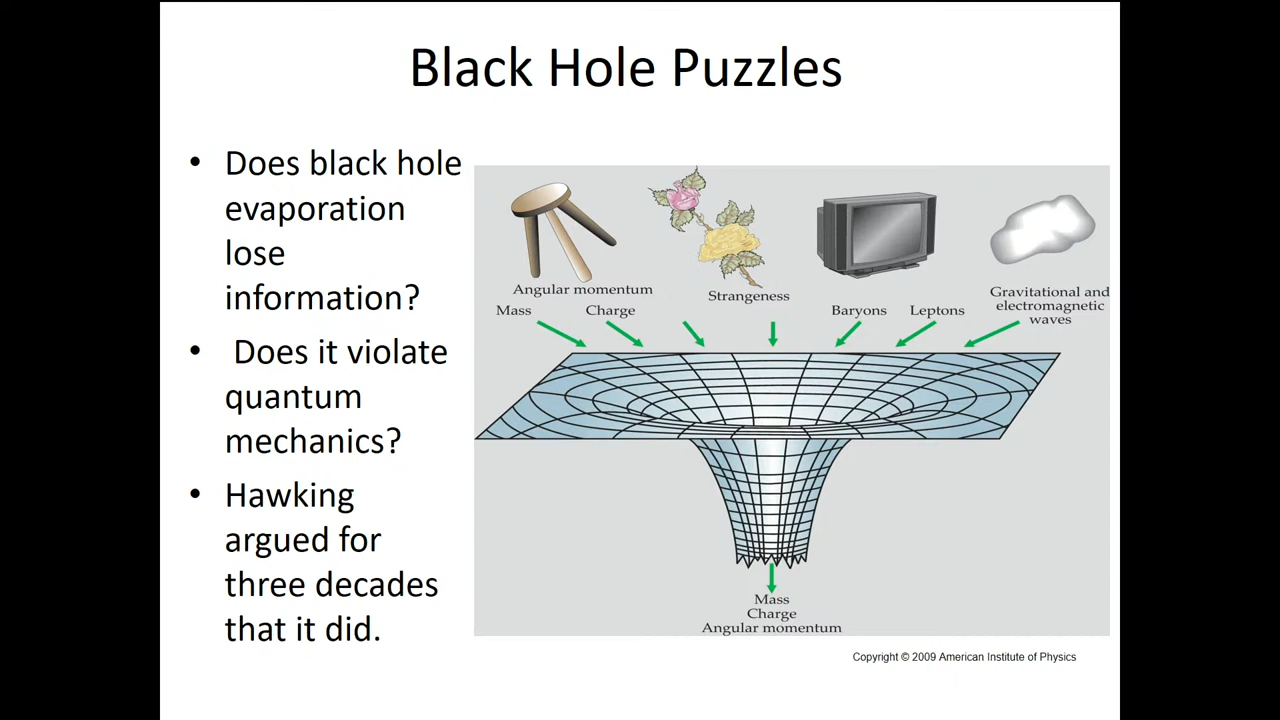 Black Hole Puzzles
• Does black hole
evaporation
lose
information?
• Does it violate
quantum
mechanics?
• Hawking
argued for
three decades
that it did.
Angular momentum
Mass
Charge
Strangeness
Baryons
Leptons
Gravitational and
electromagnetic
waves
Mass
Charge
Angular momentum
Copyright © 2009 American Institute of Physics